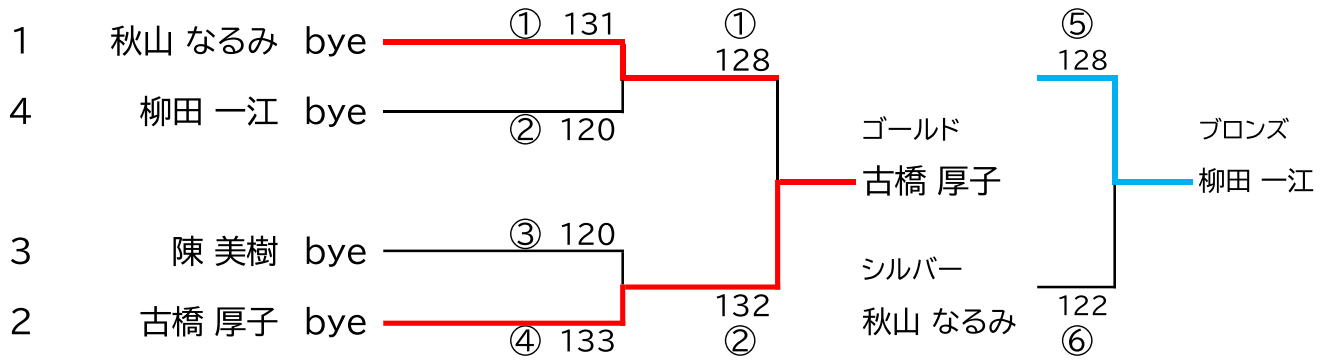 1 秋山 なるみ bye ① 131
4 柳田 一江 bye ② 120
3 陳 美樹 bye ③ 120
2 古橋 厚子 bye ④ 133
① 128
132 ②
ゴールド
古橋 厚子
シルバー
秋山 なるみ
⑤ 128
122 ⑥
ブロンズ
柳田 一江